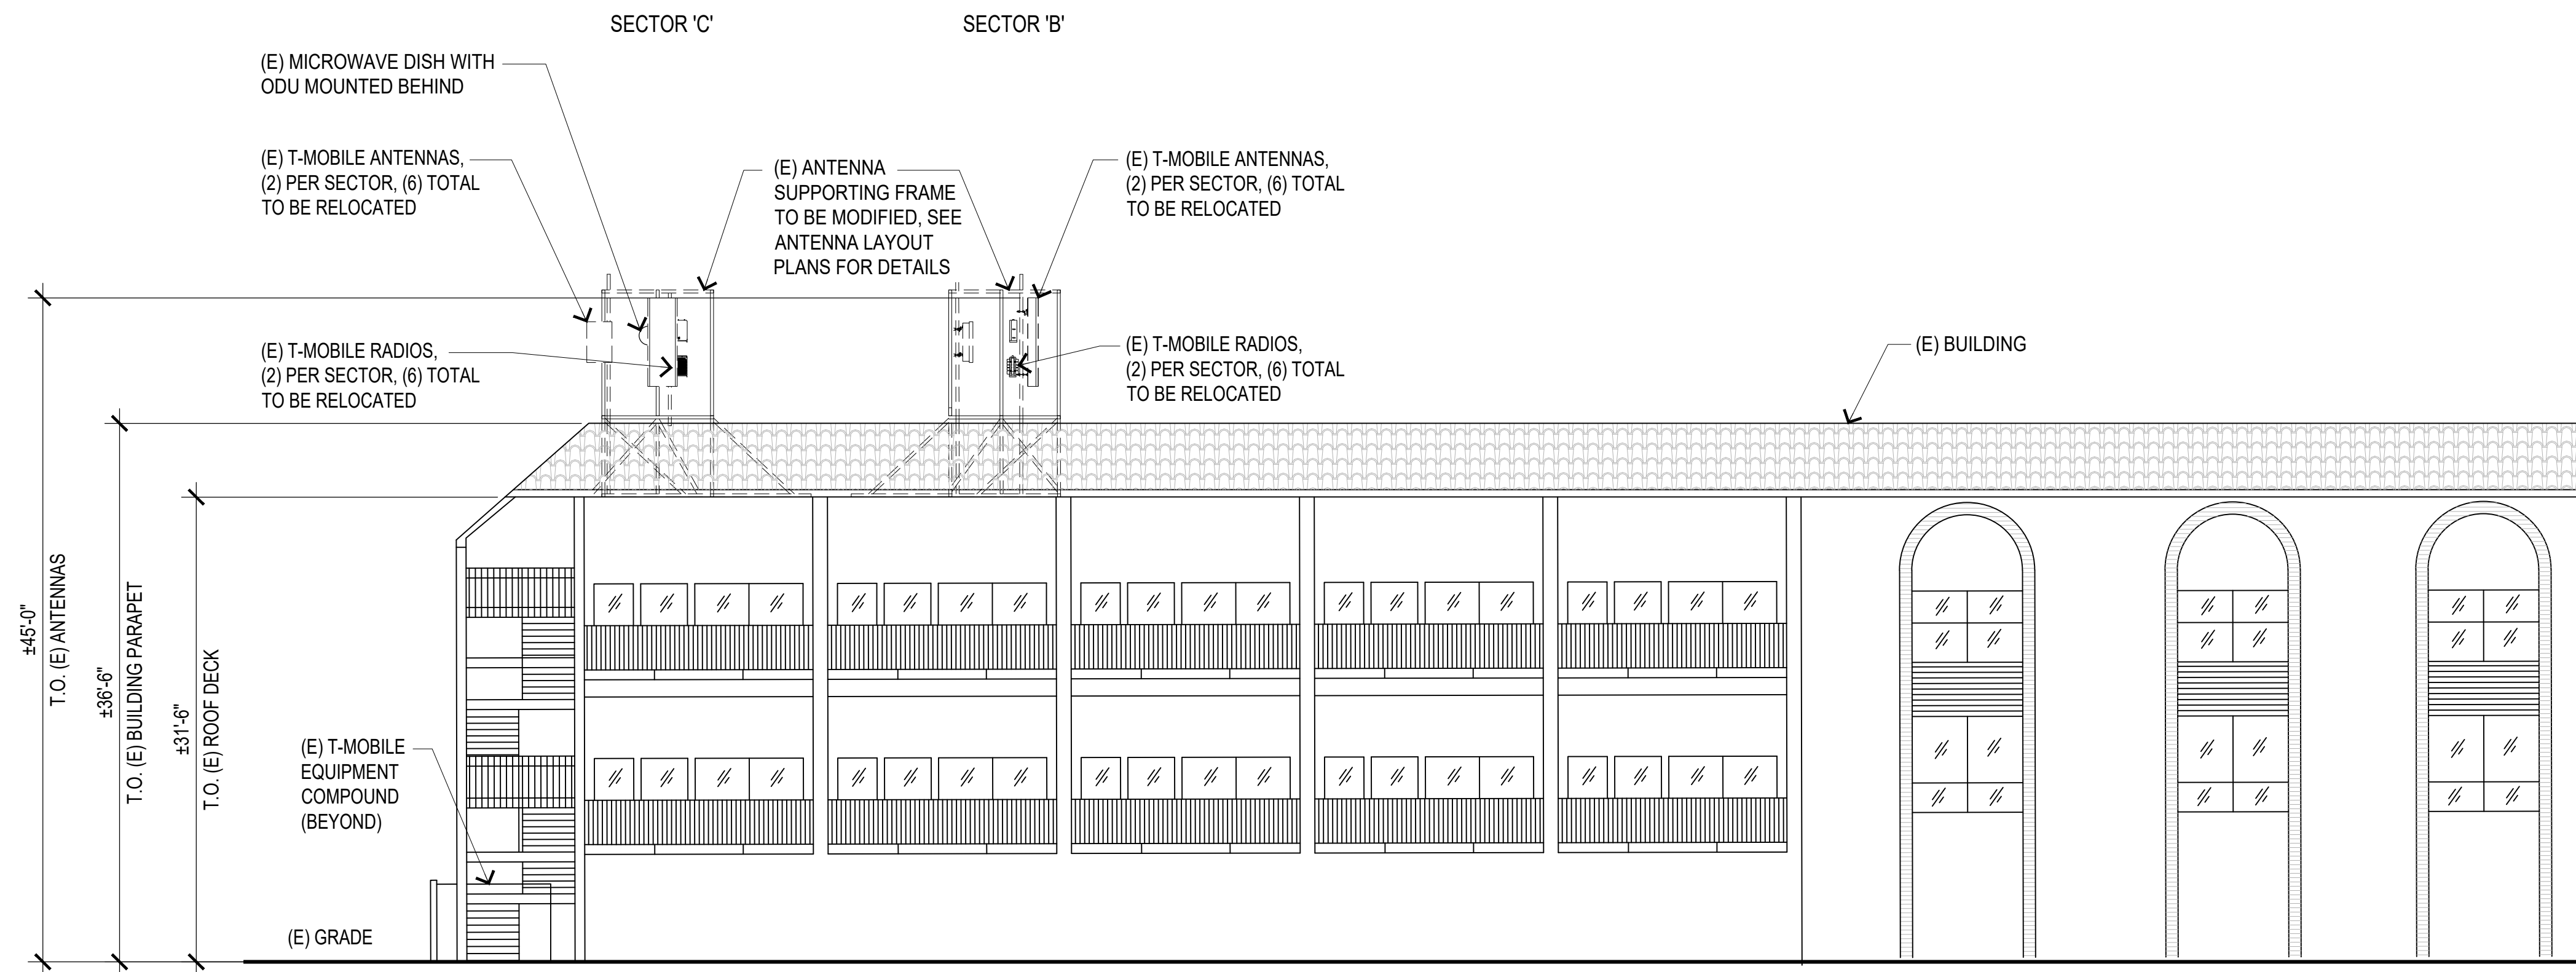 SECTOR 'C'
SECTOR 'B'
(E) MICROWAVE DISH WITH
ODU MOUNTED BEHIND
(E) T-MOBILE ANTENNAS,
(2) PER SECTOR, (6) TOTAL
TO BE RELOCATED
(E) ANTENNA
SUPPORTING FRAME
TO BE MODIFIED, SEE
ANTENNA LAYOUT
PLANS FOR DETAILS
(E) T-MOBILE ANTENNAS,
(2) PER SECTOR, (6) TOTAL
TO BE RELOCATED
(E) T-MOBILE RADIOS,
(2) PER SECTOR, (6) TOTAL
TO BE RELOCATED
(E) T-MOBILE RADIOS,
(2) PER SECTOR, (6) TOTAL
TO BE RELOCATED
(E) BUILDING
±45'-0"
T.O. (E) ANTENNAS
±36'-6"
T.O. (E) BUILDING PARAPET
±31'-6"
T.O. (E) ROOF DECK
(E) T-MOBILE
EQUIPMENT
COMPOUND
(BEYOND)
(E) GRADE